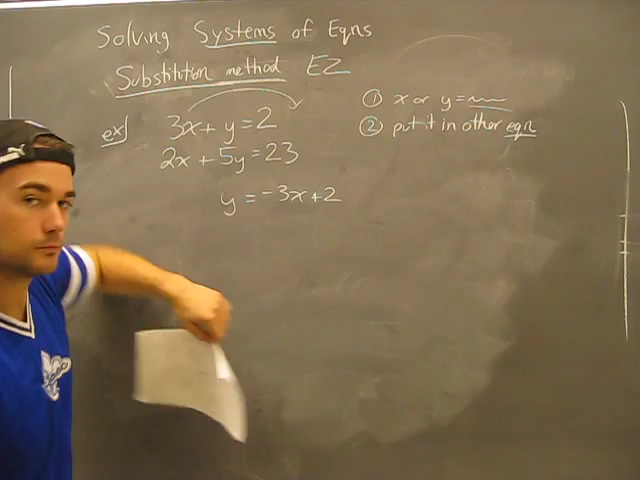 Solving Systems of Eqns
Substitution method EZ
① x or y =
② put it in other eqn
ex) 3x + y = 2
2x + 5y = 23
y = -3x + 2